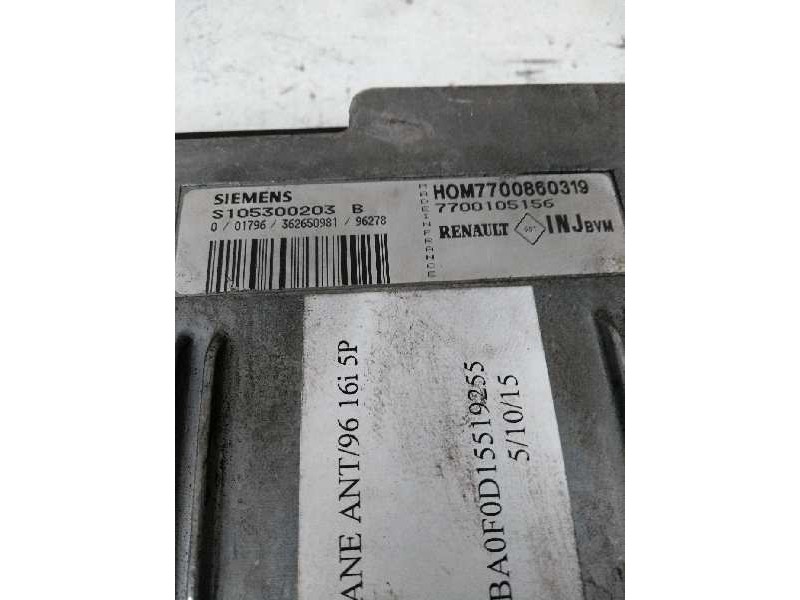 SIEMENS
S105300203 B
0 / 01796 / 362650981 / 96278
MADE IN FRANCE
HOM7700860319
7700105156
RENAULT INJ BVM
ANE ANT/96 16i 5P
BA0F0D15519255
5/10/15